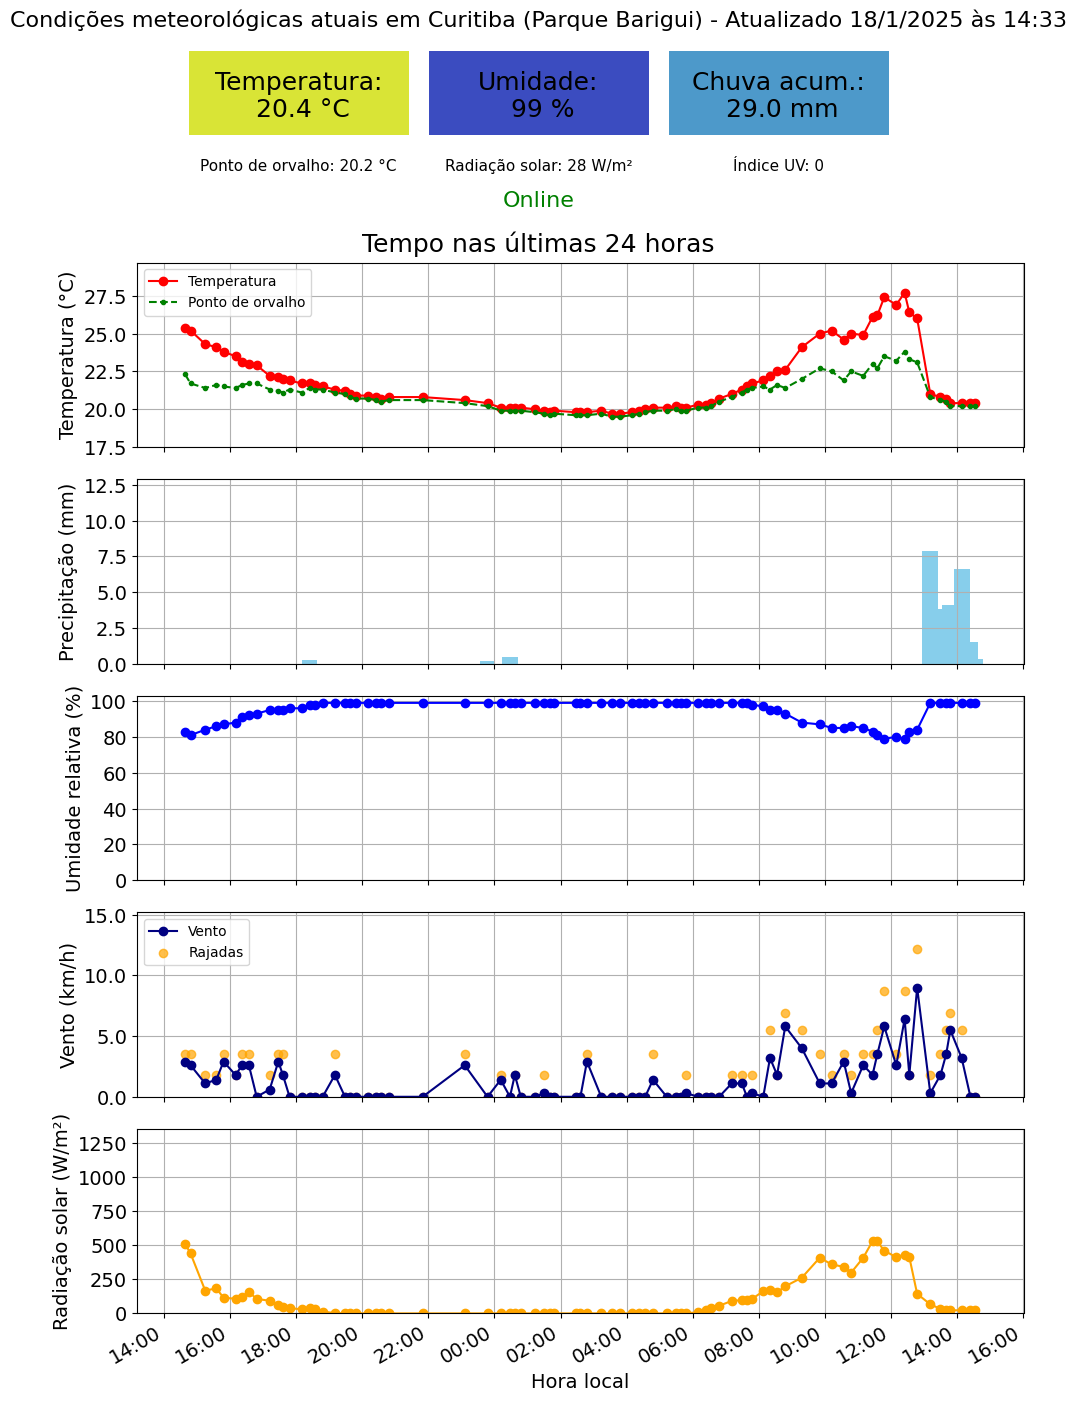 Condições meteorológicas atuais em Curitiba (Parque Barigui) - Atualizado 18/1/2025 às 14:33
Temperatura:
20.4 °C
Umidade:
99 %
Chuva acum.:
29.0 mm
Ponto de orvalho: 20.2 °C
Radiação solar: 28 W/m²
Índice UV: 0
Online
Tempo nas últimas 24 horas
Temperatura (°C)
27.5
25.0
22.5
20.0
17.5
Temperatura
Ponto de orvalho
Precipitação (mm)
12.5
10.0
7.5
5.0
2.5
0.0
Umidade relativa (%)
100
80
60
40
20
0
Vento (km/h)
15.0
10.0
5.0
0.0
Vento
Rajadas
Radiação solar (W/m²)
1250
1000
750
500
250
0
14:00
16:00
18:00
20:00
22:00
00:00
02:00
04:00
06:00
08:00
10:00
12:00
14:00
16:00
Hora local